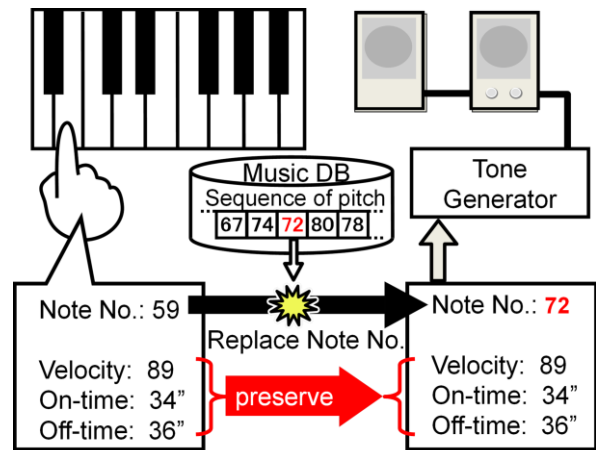 Music DB
Sequence of pitch
67 74 72 80 78
Tone
Generator
Note No.: 59
Replace Note No.
Note No.: 72
Velocity: 89
On-time: 34”
Off-time: 36”
preserve
Velocity: 89
On-time: 34”
Off-time: 36”